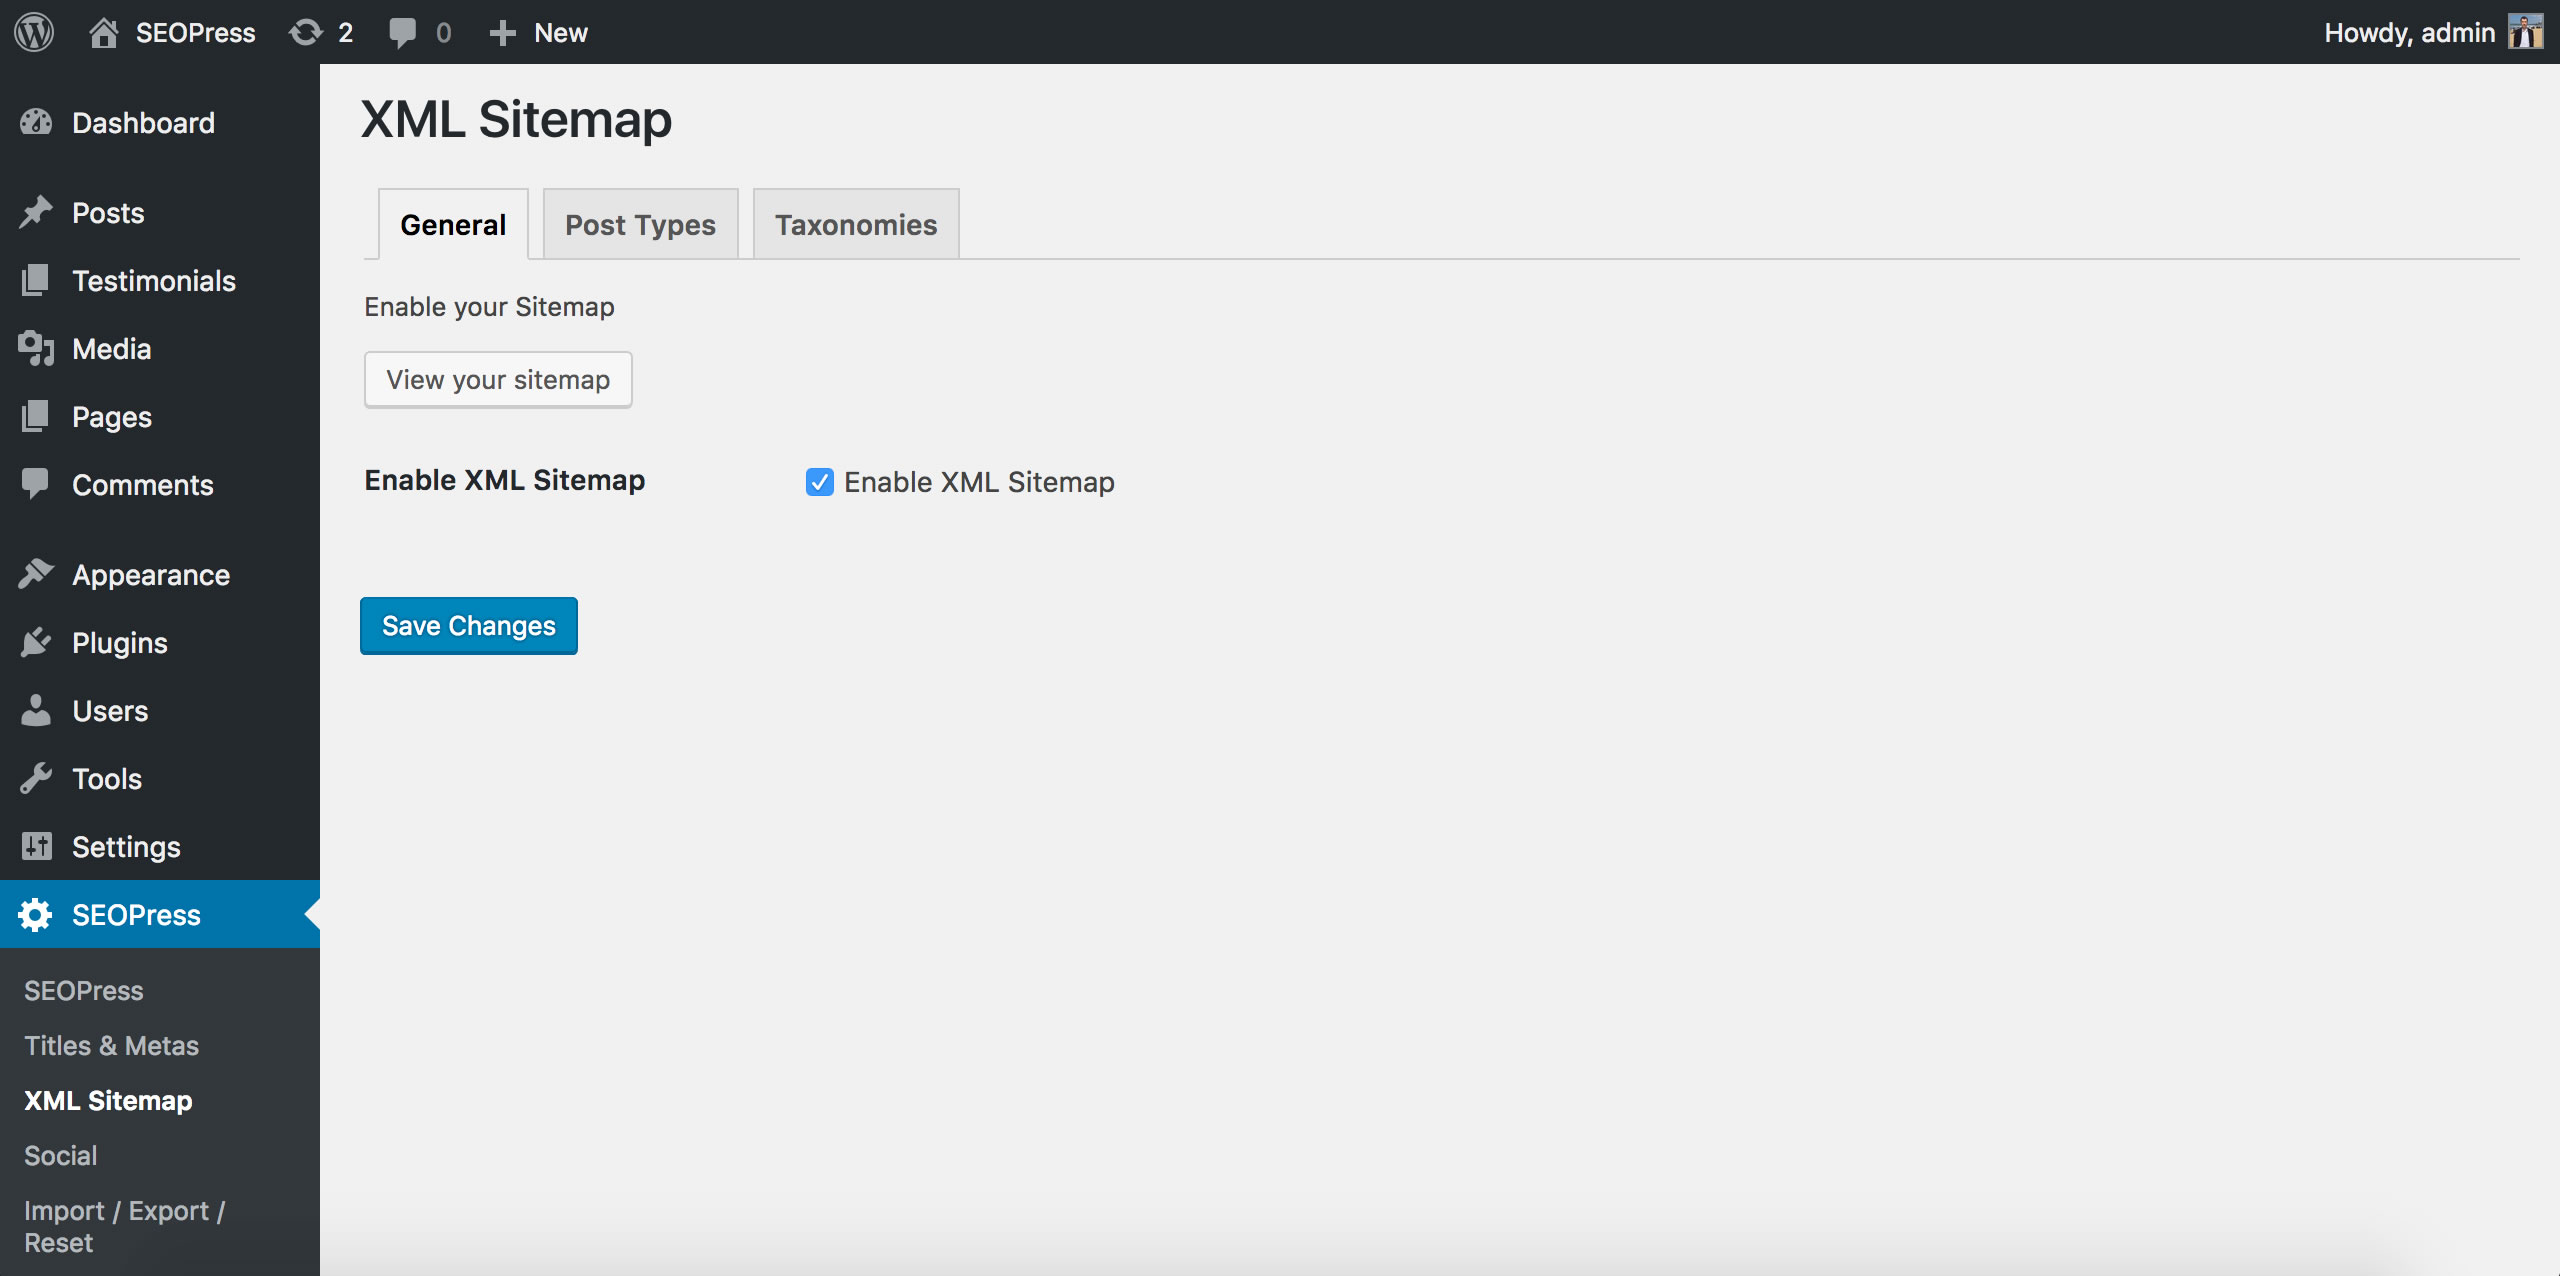 SEOPress 2 0 New Howdy, admin
Dashboard
Posts
Testimonials
Media
Pages
Comments
Appearance
Plugins
Users
Tools
Settings
SEOPress
SEOPress
Titles & Metas
XML Sitemap
Social
Import / Export /
Reset
XML Sitemap
General Post Types Taxonomies
Enable your Sitemap
View your sitemap
Enable XML Sitemap Enable XML Sitemap
Save Changes